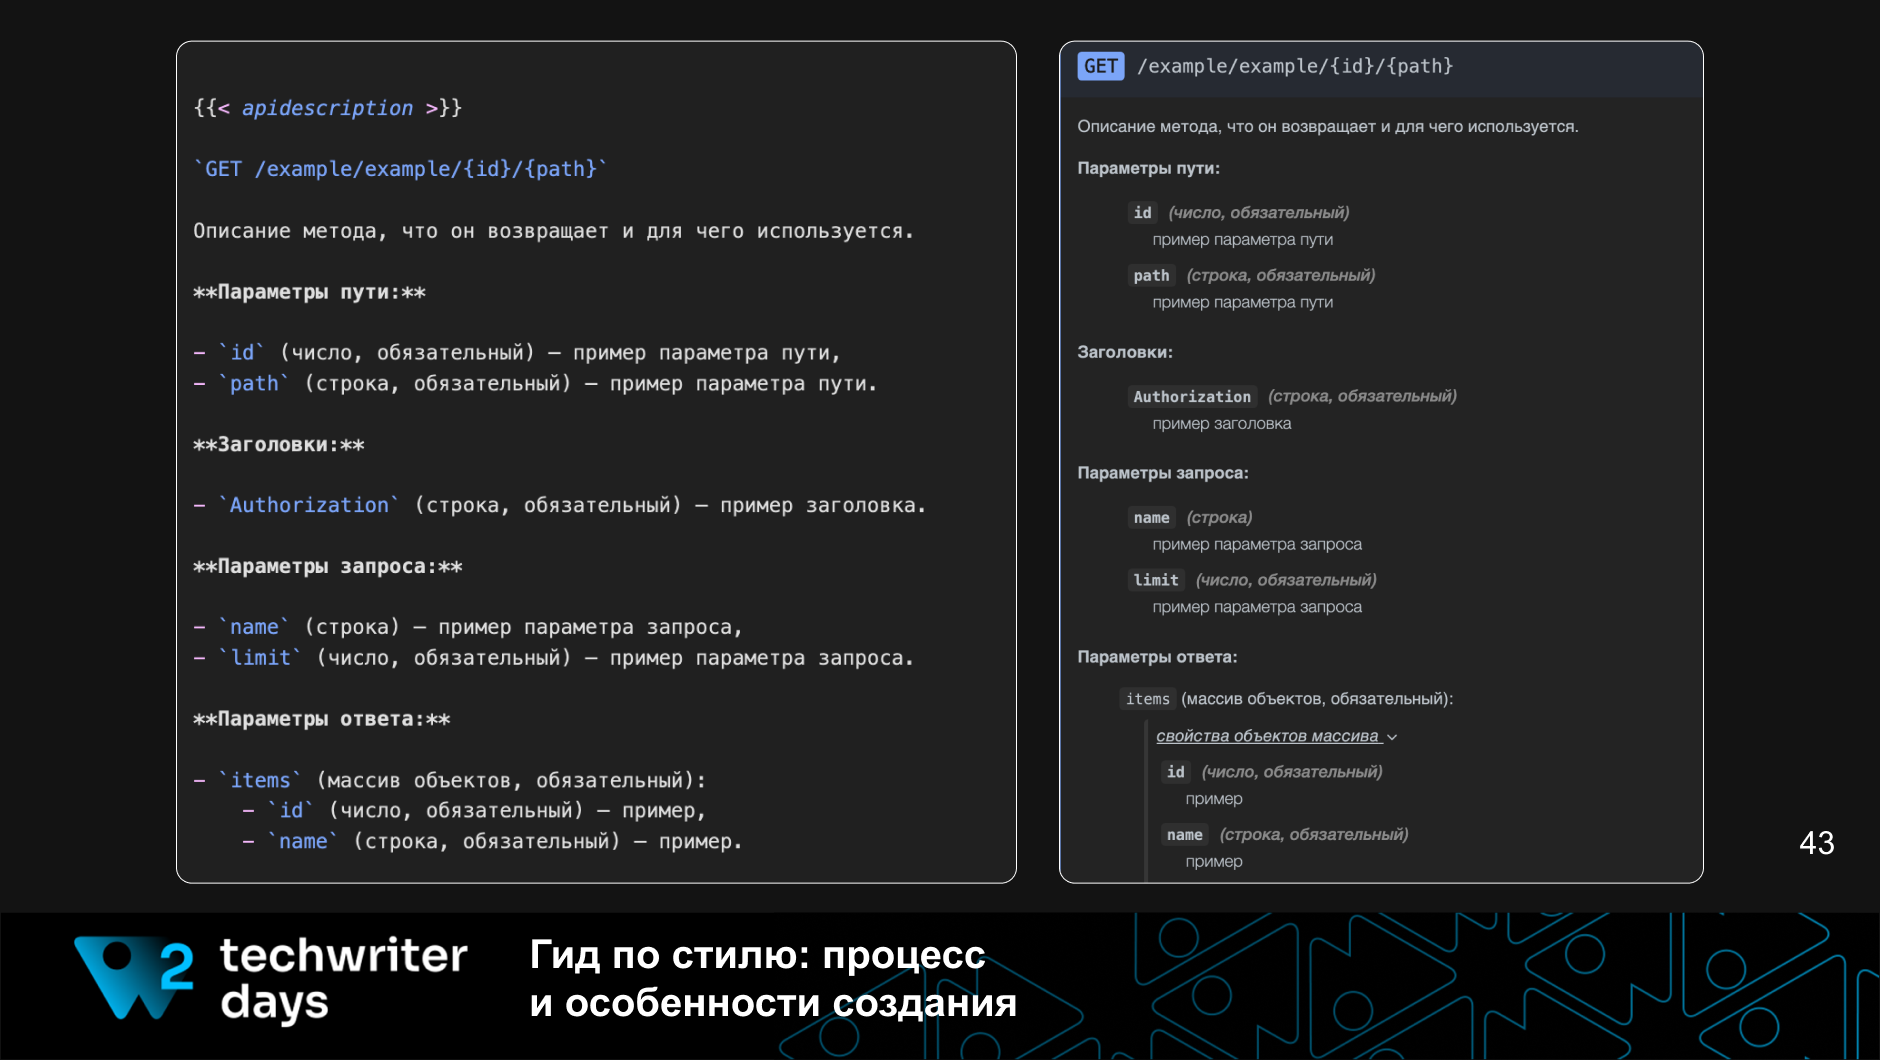 {{< apidescription >}}
`GET /example/example/{id}/{path}`
Описание метода, что он возвращает и для чего используется.
**Параметры пути:**
– `id` (число, обязательный) – пример параметра пути,
– `path` (строка, обязательный) – пример параметра пути.
**Заголовки:**
– `Authorization` (строка, обязательный) – пример заголовка.
**Параметры запроса:**
– `name` (строка) – пример параметра запроса,
– `limit` (число, обязательный) – пример параметра запроса.
**Параметры ответа:**
– `items` (массив объектов, обязательный):
– `id` (число, обязательный) – пример,
– `name` (строка, обязательный) – пример.
GET /example/example/{id}/{path}
Описание метода, что он возвращает и для чего используется.
Параметры пути:
id (число, обязательный)
пример параметра пути
path (строка, обязательный)
пример параметра пути
Заголовки:
Authorization (строка, обязательный)
пример заголовка
Параметры запроса:
name (строка)
пример параметра запроса
limit (число, обязательный)
пример параметра запроса
Параметры ответа:
items (массив объектов, обязательный):
свойства объектов массива
id (число, обязательный)
пример
name (строка, обязательный)
пример
43
2 techwriter
days
Гид по стилю: процесс
и особенности создания